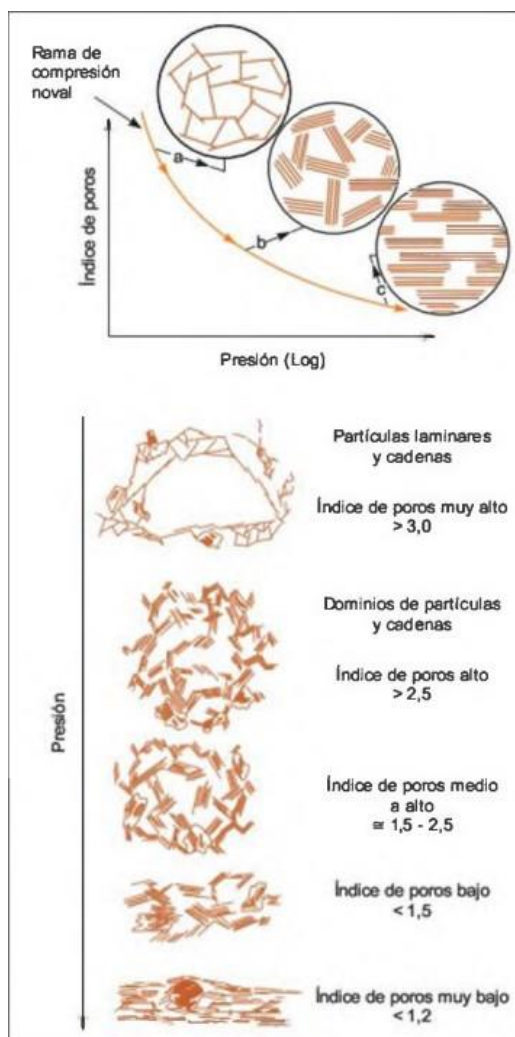 Rama de
compresión
noval
a
b
c
Índice de poros
Presión (Log)
Partículas laminares
y cadenas
Índice de poros muy alto
> 3,0
Dominios de partículas
y cadenas
Índice de poros alto
> 2,5
Presión
Índice de poros medio
a alto
≅ 1,5 - 2,5
Índice de poros bajo
< 1,5
Índice de poros muy bajo
< 1,2